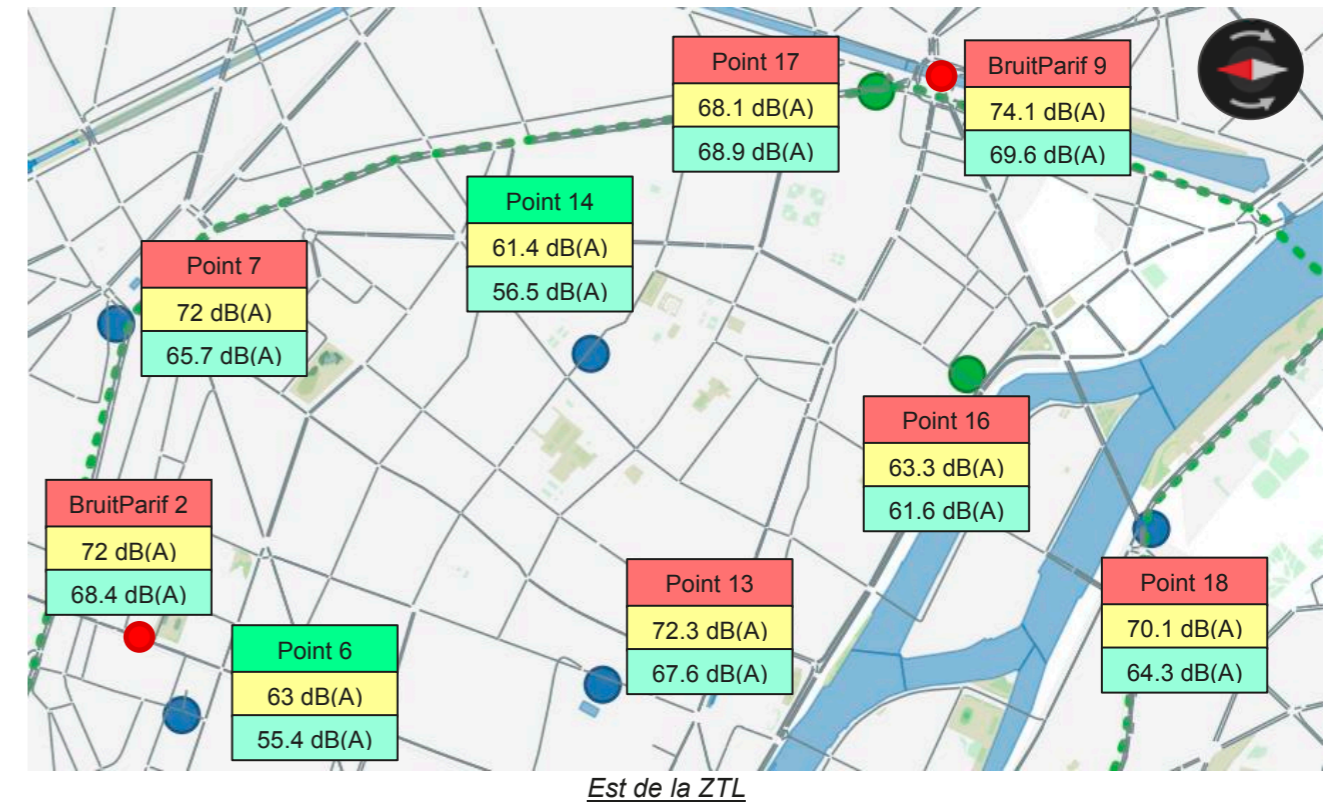 Point 17
68.1 dB(A)
68.9 dB(A)
BruitParif 9
74.1 dB(A)
69.6 dB(A)
Point 14
61.4 dB(A)
56.5 dB(A)
Point 7
72 dB(A)
65.7 dB(A)
Point 16
63.3 dB(A)
61.6 dB(A)
BruitParif 2
72 dB(A)
68.4 dB(A)
Point 13
72.3 dB(A)
67.6 dB(A)
Point 18
70.1 dB(A)
64.3 dB(A)
Point 6
63 dB(A)
55.4 dB(A)
Est de la ZTL